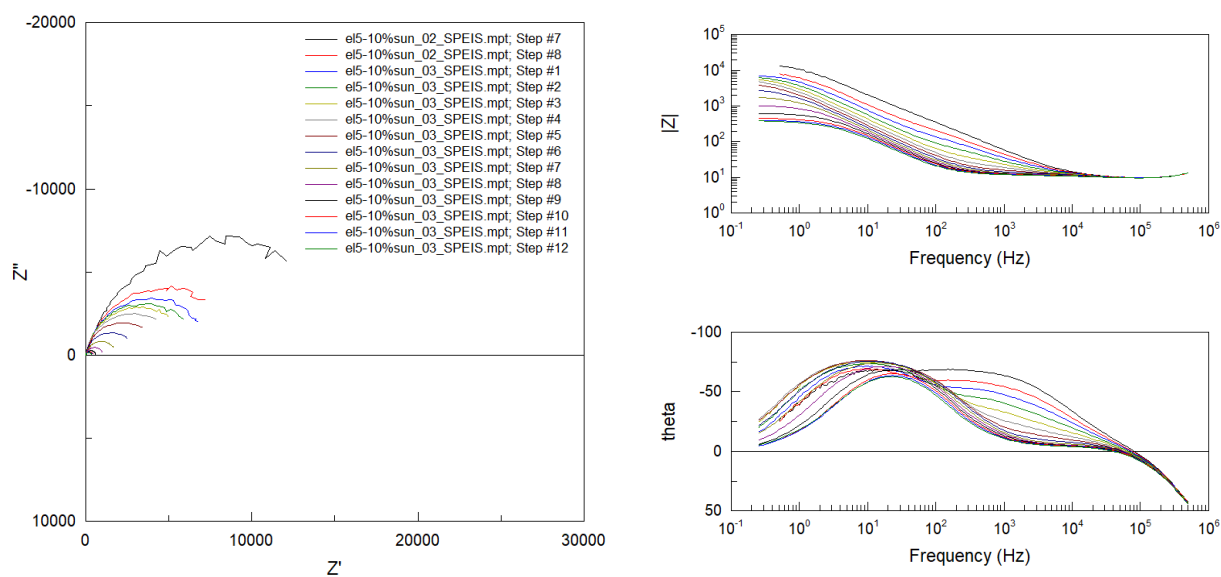 -20000
-10000
0
10000
Z''
0
10000
20000
30000
Z'
el5-10%sun_02_SPEIS.mpt; Step #7
el5-10%sun_02_SPEIS.mpt; Step #8
el5-10%sun_03_SPEIS.mpt; Step #1
el5-10%sun_03_SPEIS.mpt; Step #2
el5-10%sun_03_SPEIS.mpt; Step #3
el5-10%sun_03_SPEIS.mpt; Step #4
el5-10%sun_03_SPEIS.mpt; Step #5
el5-10%sun_03_SPEIS.mpt; Step #6
el5-10%sun_03_SPEIS.mpt; Step #7
el5-10%sun_03_SPEIS.mpt; Step #8
el5-10%sun_03_SPEIS.mpt; Step #9
el5-10%sun_03_SPEIS.mpt; Step #10
el5-10%sun_03_SPEIS.mpt; Step #11
el5-10%sun_03_SPEIS.mpt; Step #12
10⁵
10⁴
10³
10²
10¹
10⁰
|Z|
10⁻¹ 10⁰ 10¹ 10² 10³ 10⁴ 10⁵ 10⁶
Frequency (Hz)
-100
-50
0
50
theta
10⁻¹ 10⁰ 10¹ 10² 10³ 10⁴ 10⁵ 10⁶
Frequency (Hz)